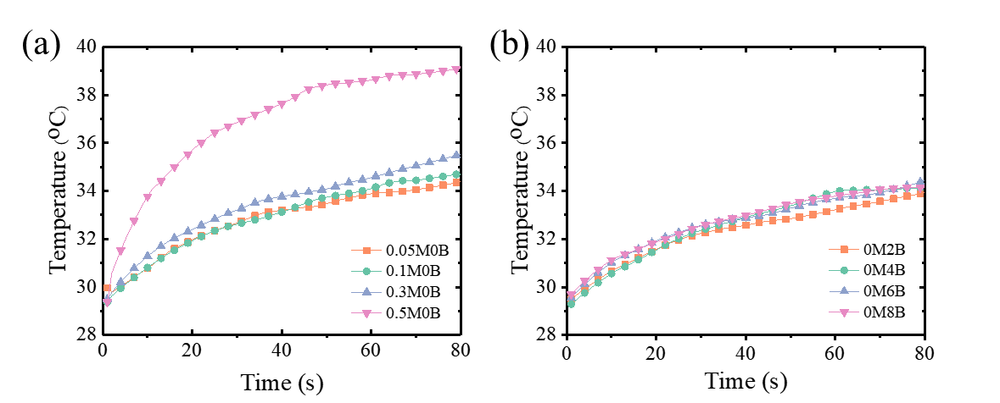 (a)
40
38
36
34
32
30
28
Temperature (°C)
0.05M0B
0.1M0B
0.3M0B
0.5M0B
0 20 40 60 80
Time (s)
(b)
40
38
36
34
32
30
28
Temperature (°C)
0M2B
0M4B
0M6B
0M8B
0 20 40 60 80
Time (s)